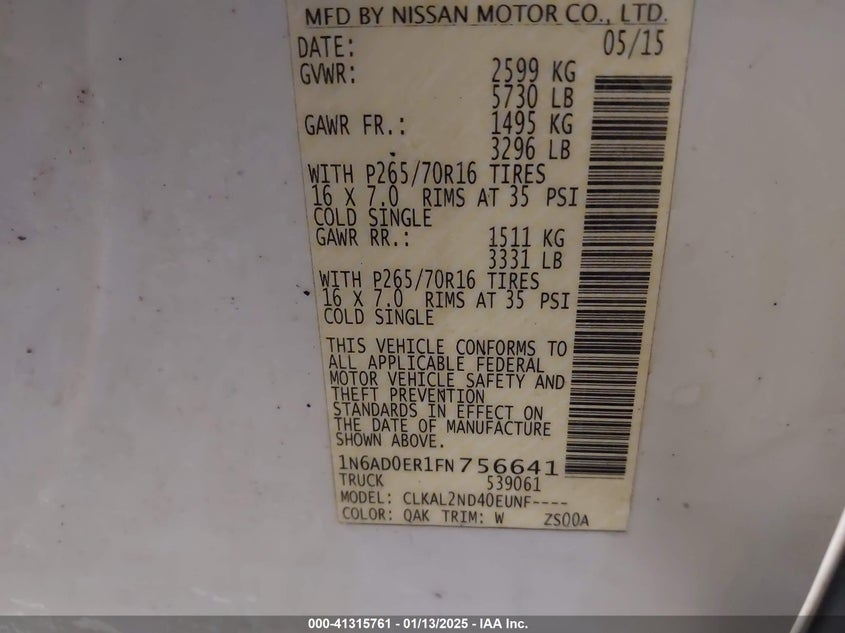 MFD BY NISSAN MOTOR CO., LTD.
DATE: 05/15
GVWR: 2599 KG
5730 LB
GAWR FR.: 1495 KG
3296 LB
WITH P265/70R16 TIRES
16 X 7.0 RIMS AT 35 PSI
COLD SINGLE
GAWR RR.: 1511 KG
3331 LB
WITH P265/70R16 TIRES
16 X 7.0 RIMS AT 35 PSI
COLD SINGLE
THIS VEHICLE CONFORMS TO
ALL APPLICABLE FEDERAL
MOTOR VEHICLE SAFETY AND
THEFT PREVENTION
STANDARDS IN EFFECT ON
THE DATE OF MANUFACTURE
SHOWN ABOVE.
1N6AD0ER1FN756641
TRUCK 539061
MODEL: CLKAL2ND40EUNF----
COLOR: QAK TRIM: W ZS00A
000-41315761 - 01/13/2025 - IAA Inc.